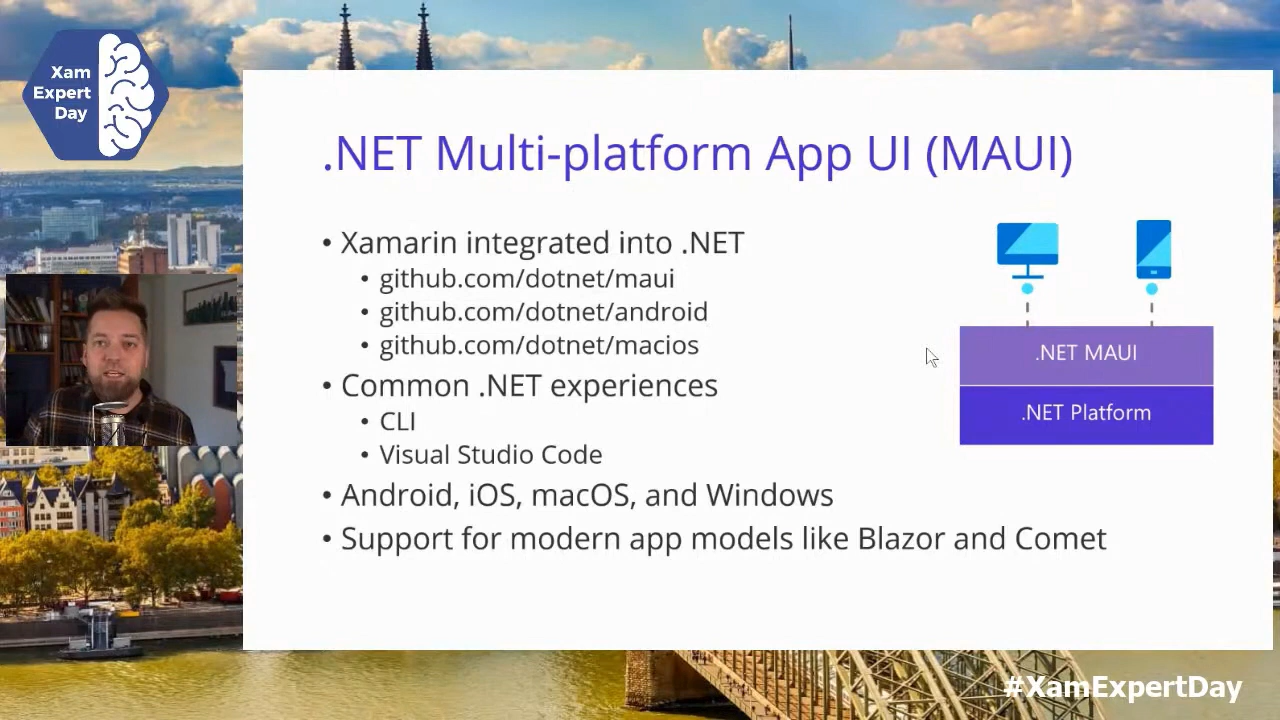 Xam
Expert
Day
.NET Multi-platform App UI (MAUI)
• Xamarin integrated into .NET
• github.com/dotnet/maui
• github.com/dotnet/android
• github.com/dotnet/macios
• Common .NET experiences
• CLI
• Visual Studio Code
• Android, iOS, macOS, and Windows
• Support for modern app models like Blazor and Comet
.NET MAUI
.NET Platform
#XamExpertDay